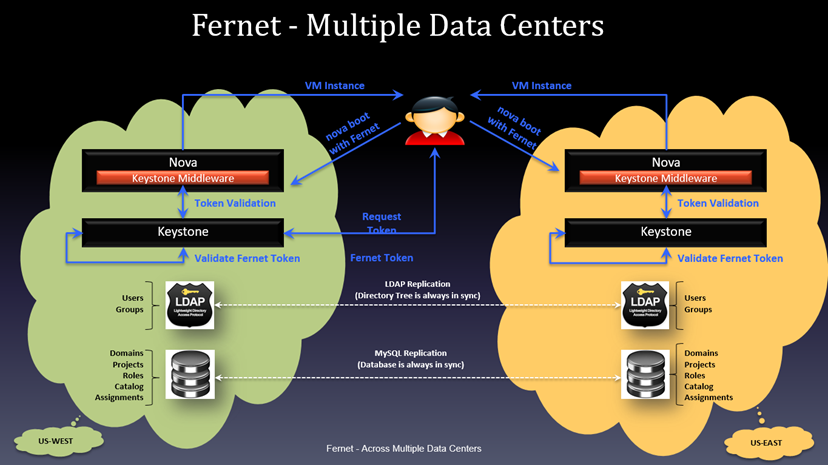 Fernet - Multiple Data Centers
VM Instance
VM Instance
nova boot
with Fernet
nova boot
with Fernet
Nova
Keystone Middleware
Nova
Keystone Middleware
Token Validation
Token Validation
Request
Token
Keystone
Keystone
Validate Fernet Token
Fernet Token
Validate Fernet Token
Users
Groups
LDAP
Lightweight Directory
Access Protocol
LDAP Replication
(Directory Tree is always in sync)
LDAP
Lightweight Directory
Access Protocol
Users
Groups
Domains
Projects
Roles
Catalog
Assignments
MySQL Replication
(Database is always in sync)
Domains
Projects
Roles
Catalog
Assignments
US-WEST
Fernet - Across Multiple Data Centers
US-EAST